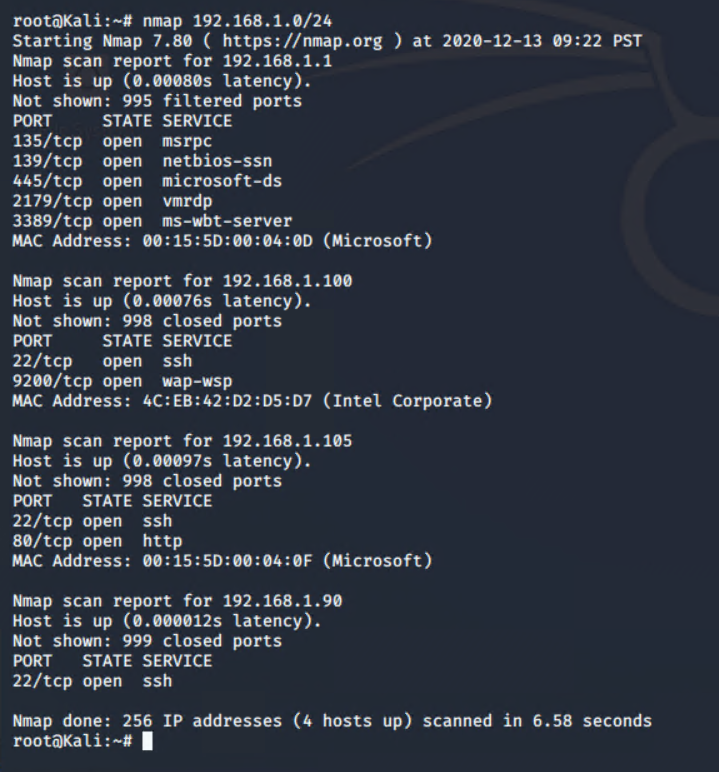 root@Kali:~# nmap 192.168.1.0/24
Starting Nmap 7.80 ( https://nmap.org ) at 2020-12-13 09:22 PST
Nmap scan report for 192.168.1.1
Host is up (0.00080s latency).
Not shown: 995 filtered ports
PORT     STATE SERVICE
135/tcp  open  msrpc
139/tcp  open  netbios-ssn
445/tcp  open  microsoft-ds
2179/tcp open  vmrdp
3389/tcp open  ms-wbt-server
MAC Address: 00:15:5D:00:04:0D (Microsoft)

Nmap scan report for 192.168.1.100
Host is up (0.00076s latency).
Not shown: 998 closed ports
PORT     STATE SERVICE
22/tcp   open  ssh
9200/tcp open  wap-wsp
MAC Address: 4C:EB:42:D2:D5:D7 (Intel Corporate)

Nmap scan report for 192.168.1.105
Host is up (0.00097s latency).
Not shown: 998 closed ports
PORT   STATE SERVICE
22/tcp open  ssh
80/tcp open  http
MAC Address: 00:15:5D:00:04:0F (Microsoft)

Nmap scan report for 192.168.1.90
Host is up (0.000012s latency).
Not shown: 999 closed ports
PORT   STATE SERVICE
22/tcp open  ssh

Nmap done: 256 IP addresses (4 hosts up) scanned in 6.58 seconds
root@Kali:~#